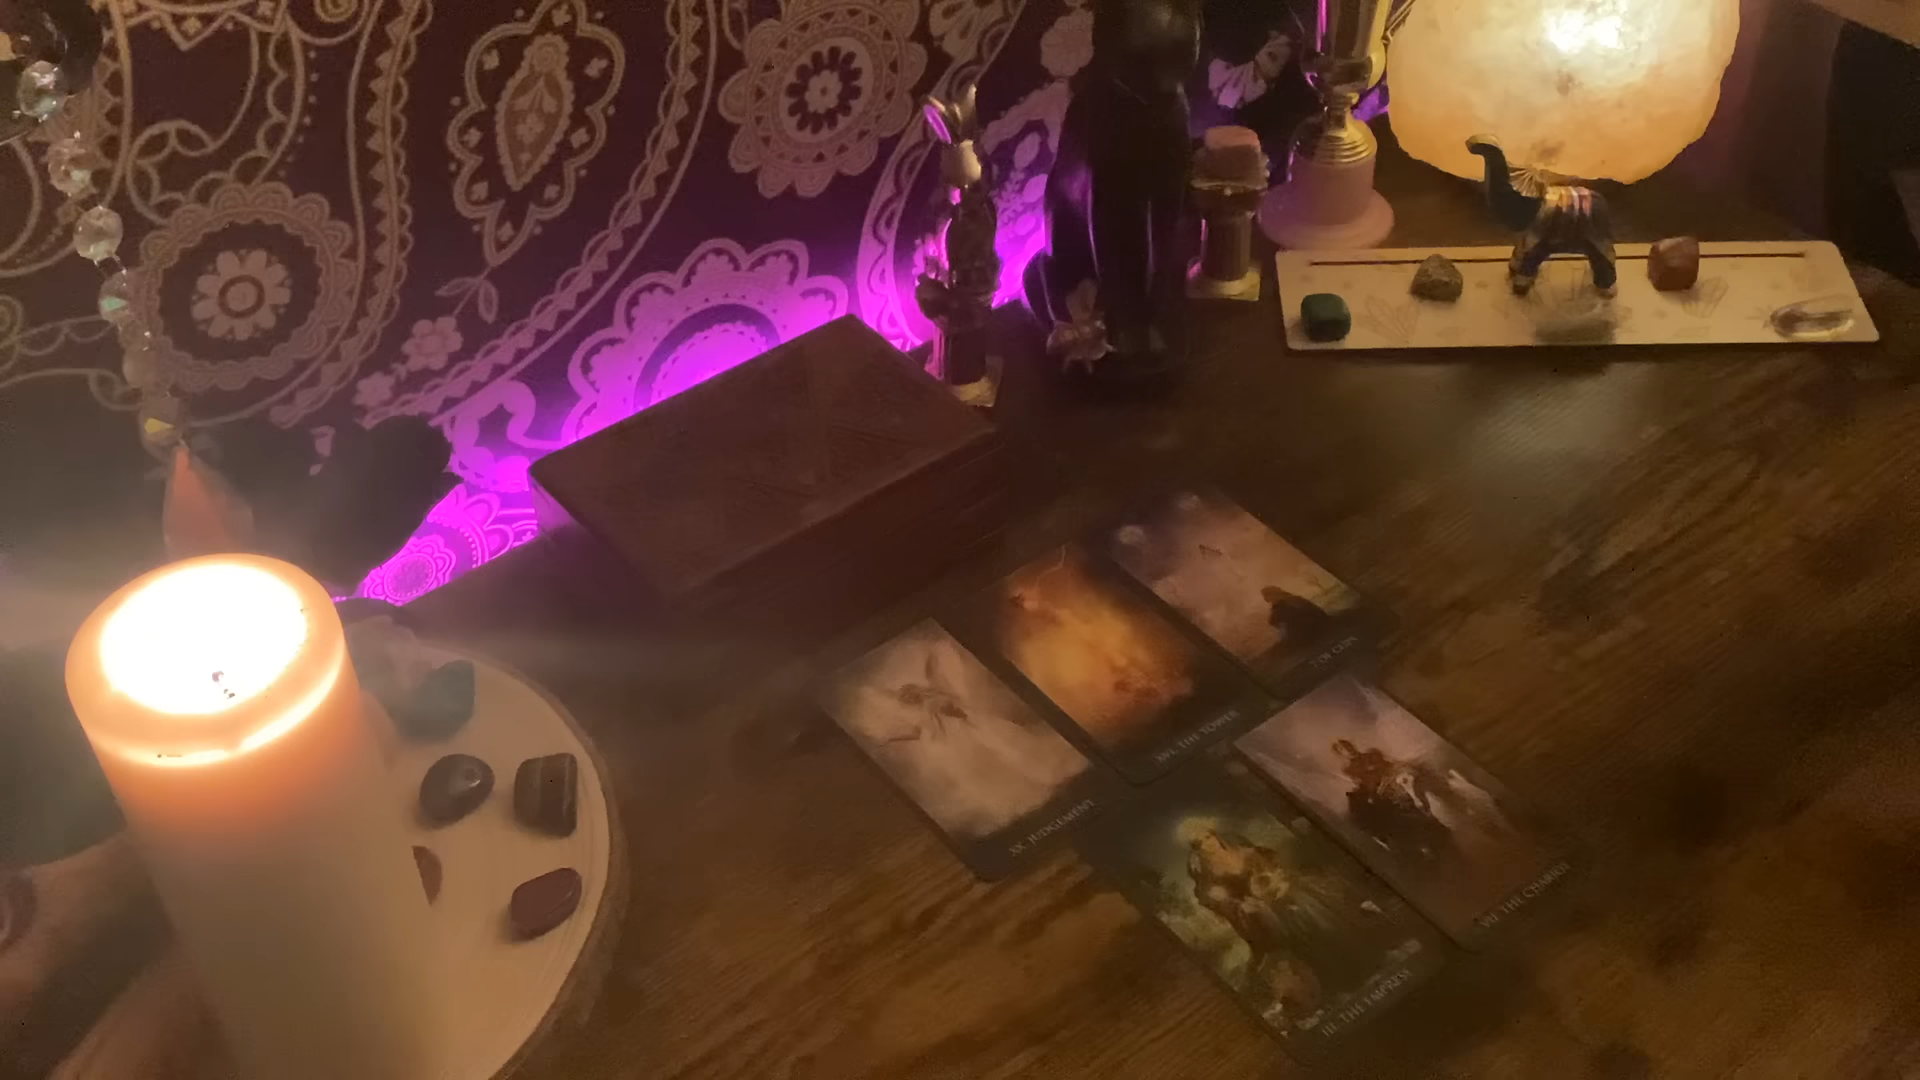 7 OF CUPS
XVI. THE TOWER
XX. JUDGEMENT
VII. THE CHARIOT
III. THE EMPRESS